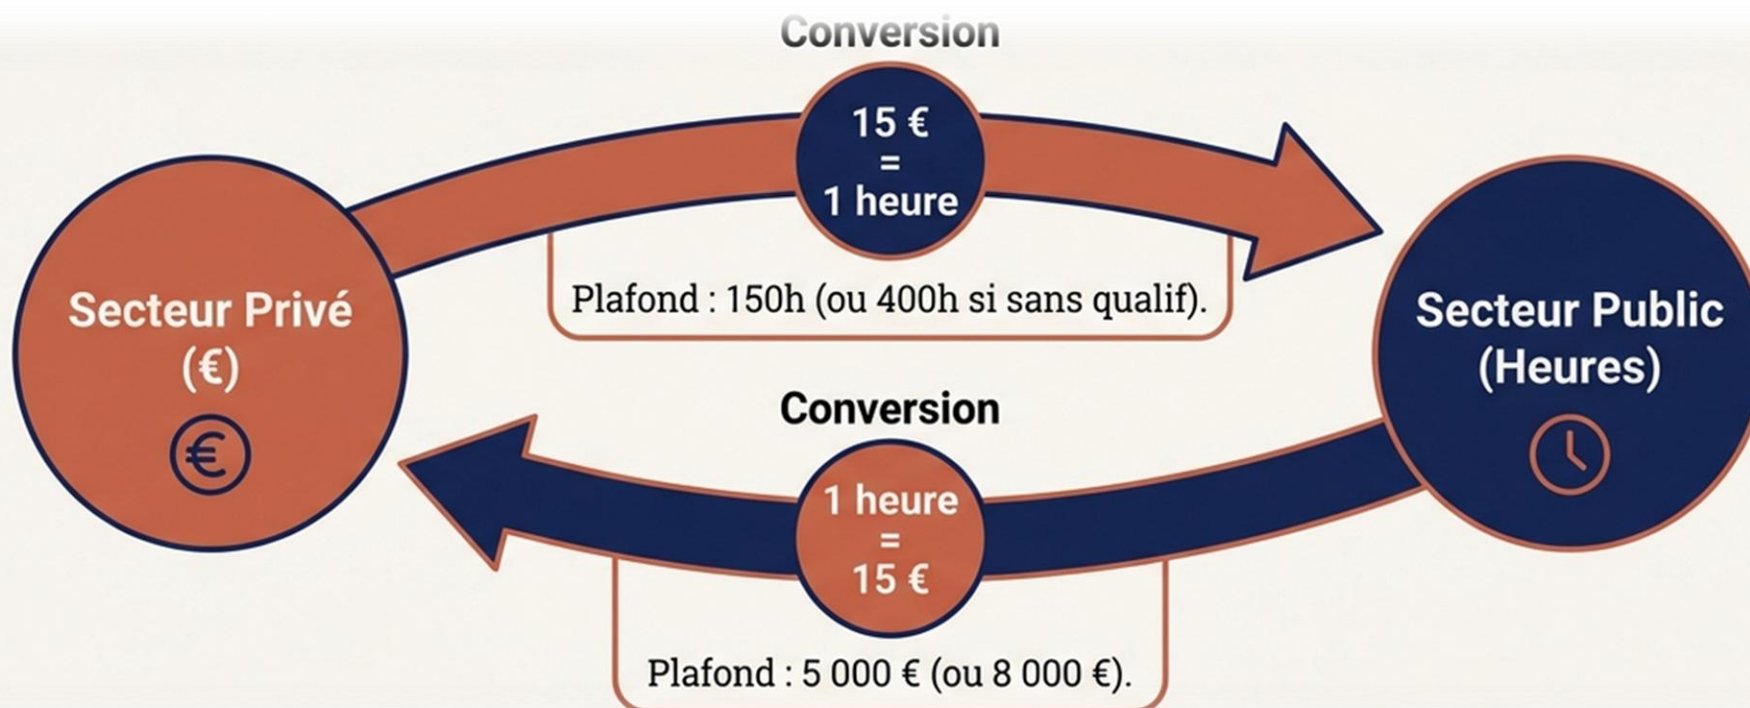 Conversion
15 €
=
1 heure
Plafond : 150h (ou 400h si sans qualif).
Secteur Privé
(€)
€
Secteur Public
(Heures)
Conversion
1 heure
=
15 €
Plafond : 5 000 € (ou 8 000 €).